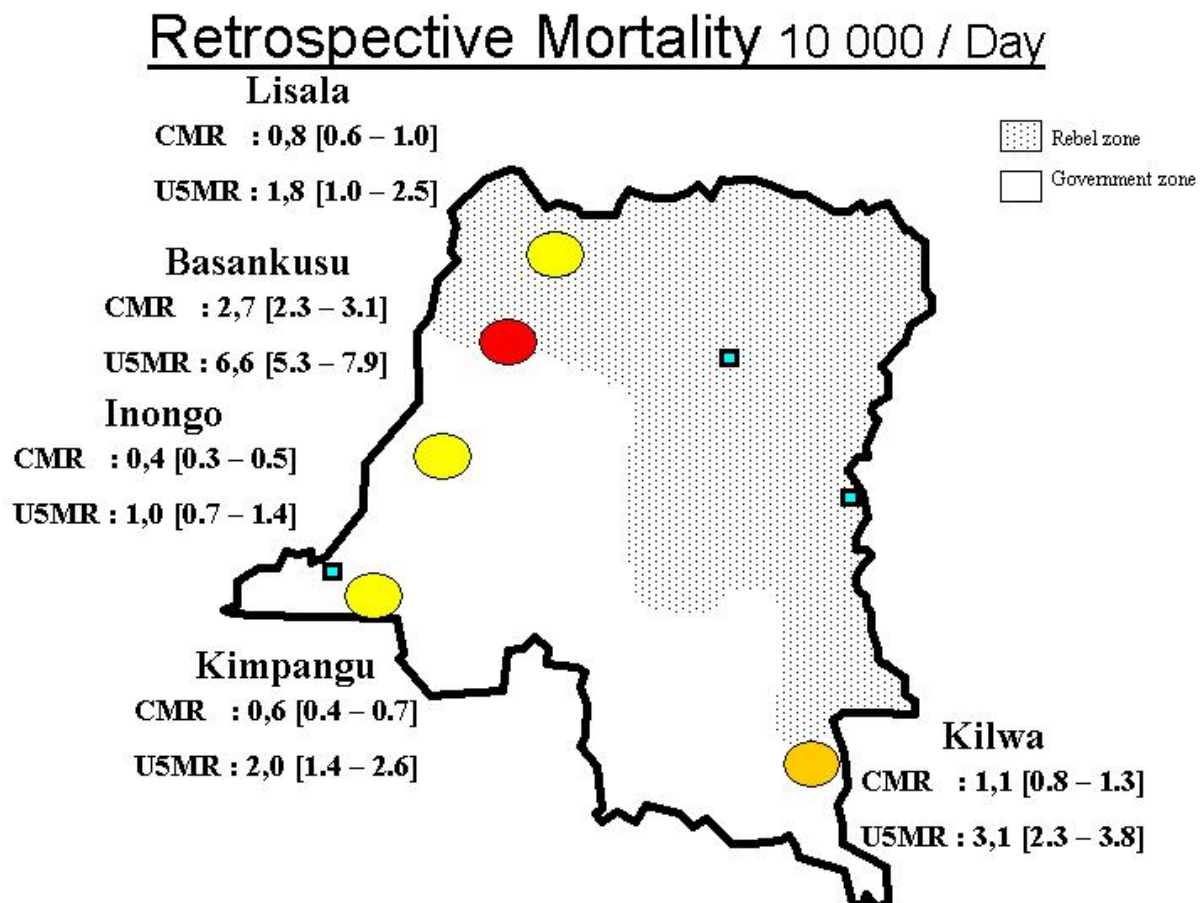 Retrospective Mortality 10 000 / Day
Lisala
CMR : 0,8 [0.6 – 1.0]
U5MR : 1,8 [1.0 – 2.5]
Rebel zone
Government zone
Basankusu
CMR : 2,7 [2.3 – 3.1]
U5MR : 6,6 [5.3 – 7.9]
Inongo
CMR : 0,4 [0.3 – 0.5]
U5MR : 1,0 [0.7 – 1.4]
Kimpangu
CMR : 0,6 [0.4 – 0.7]
U5MR : 2,0 [1.4 – 2.6]
Kilwa
CMR : 1,1 [0.8 – 1.3]
U5MR : 3,1 [2.3 – 3.8]